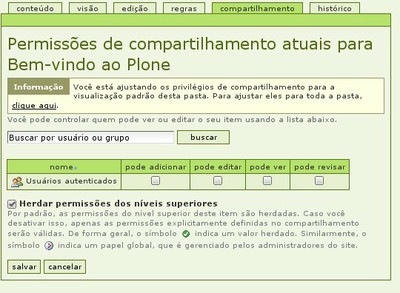 conteúdo visão edição regras compartilhamento histórico
Permissões de compartilhamento atuais para
Bem-vindo ao Plone
Informação Você está ajustando os privilégios de compartilhamento para a
visualização padrão desta pasta. Para ajustar eles para toda a pasta,
clique aqui.
Você pode controlar quem pode ver ou editar o seu item usando a lista abaixo.
Buscar por usuário ou grupo buscar
nome pode adicionar pode editar pode ver pode revisar
Usuários autenticados
Herdar permissões dos níveis superiores
Por padrão, as permissões do nível superior deste item são herdadas. Caso você
desativar isso, apenas as permissões explicitamente definidas no compartilhamento
serão válidas. De forma geral, o símbolo indica um valor herdado. Similarmente, o
símbolo indica um papel global, que é gerenciado pelos administradores do site.
salvar cancelar